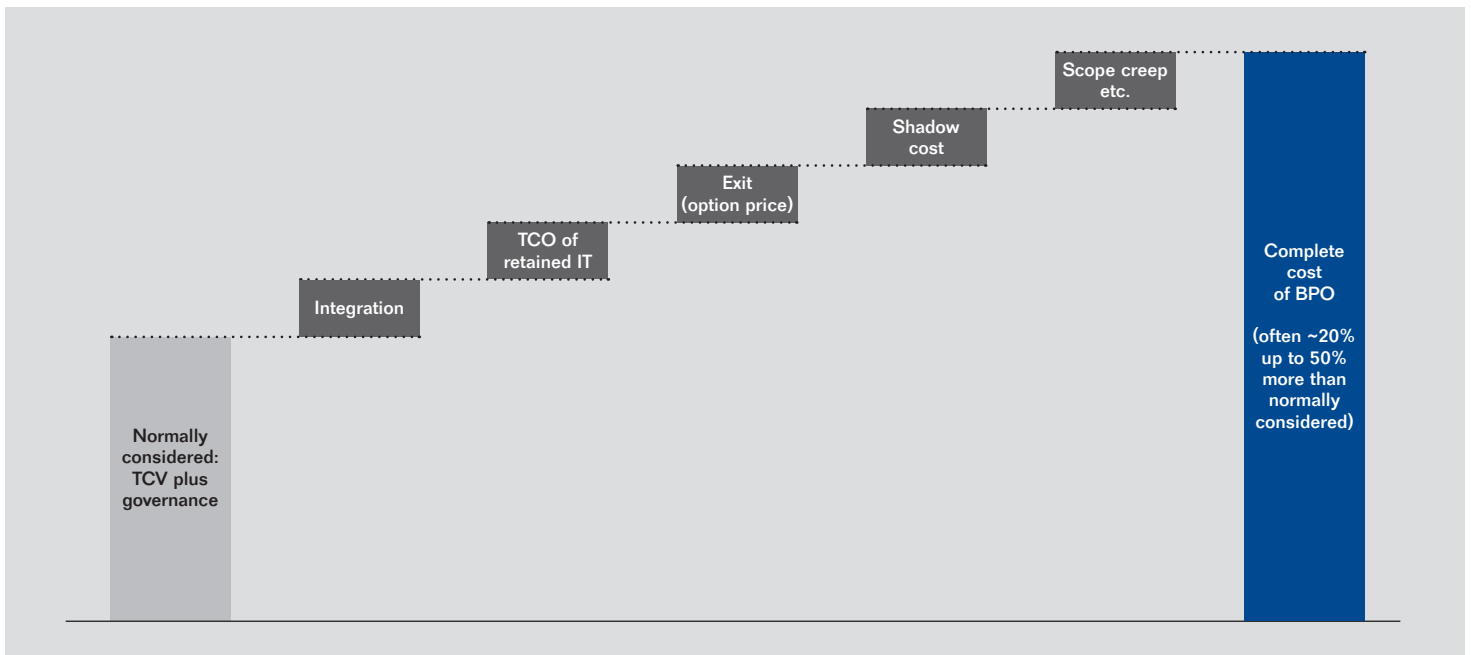 Normally
considered:
TCV plus
governance
Integration
TCO of
retained IT
Exit
(option price)
Shadow
cost
Scope creep
etc.
Complete
cost
of BPO
(often ~20%
up to 50%
more than
normally
considered)